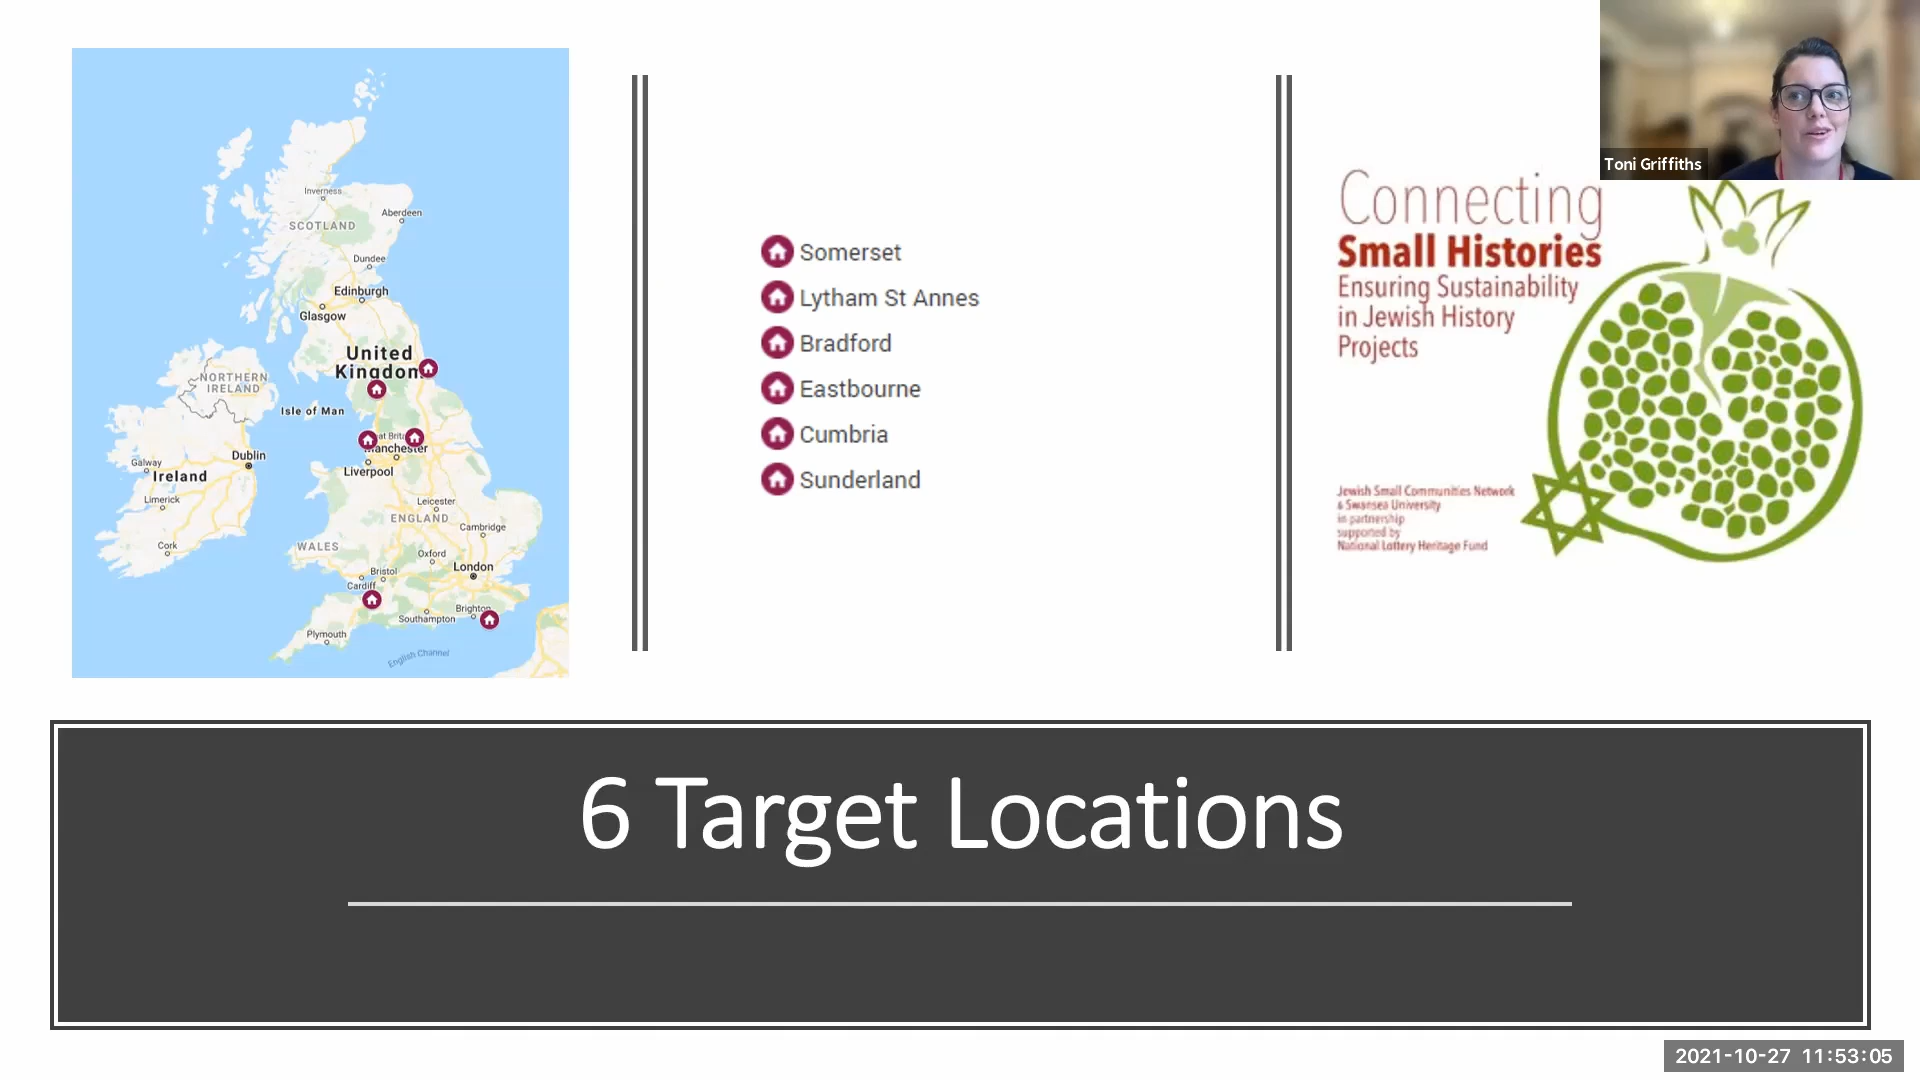 Inverness
Aberdeen
SCOTLAND
Dundee
Edinburgh
Glasgow
United
Kingdom
NORTHERN
IRELAND
Isle of Man
Dublin
Manchester
Galway
Ireland
Liverpool
Limerick
Leicester
ENGLAND
Cambridge
Cork
WALES
Oxford
London
Bristol
Cardiff
Brighton
Southampton
Plymouth
English Channel
Somerset
Lytham St Annes
Bradford
Eastbourne
Cumbria
Sunderland
Toni Griffiths
Connecting
Small Histories
Ensuring Sustainability
in Jewish History
Projects
Jewish Small Communities Network
& Swansea University
in partnership
supported by
National Lottery Heritage Fund
6 Target Locations
2021-10-27 11:53:05